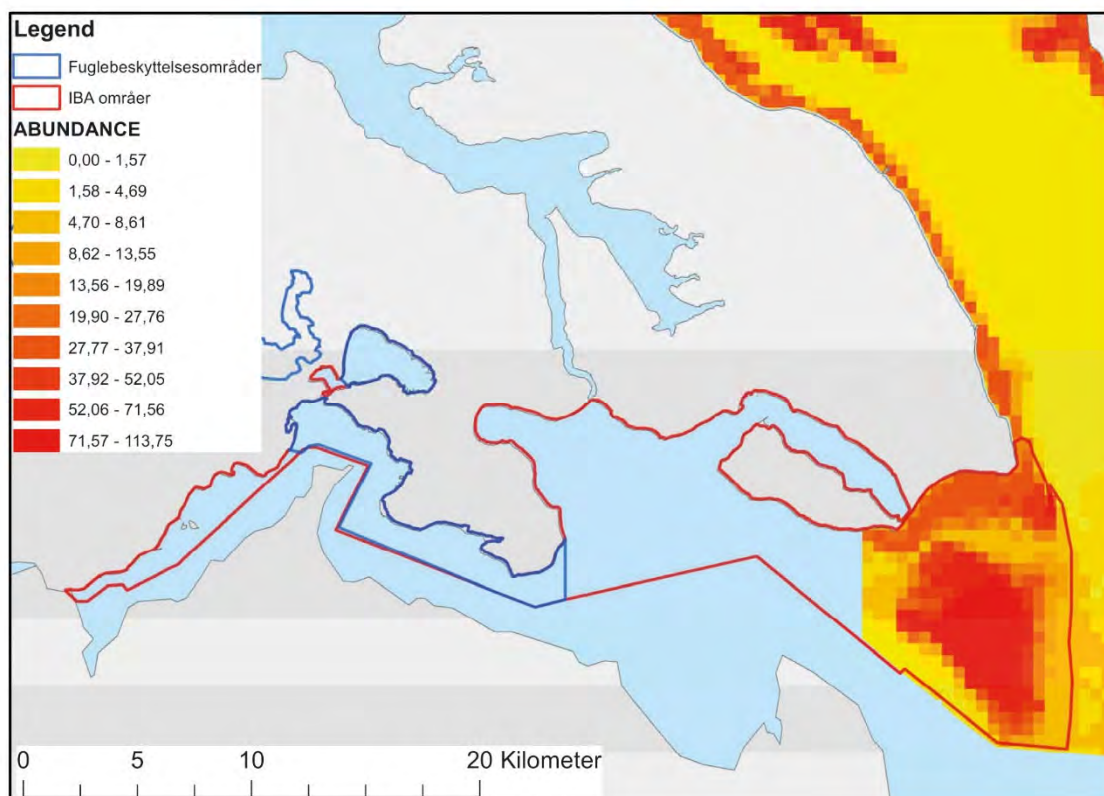 Legend
Fuglebeskyttelsesområder
IBA områer
ABUNDANCE
0,00 - 1,57
1,58 - 4,69
4,70 - 8,61
8,62 - 13,55
13,56 - 19,89
19,90 - 27,76
27,77 - 37,91
37,92 - 52,05
52,06 - 71,56
71,57 - 113,75
0 5 10 20 Kilometer